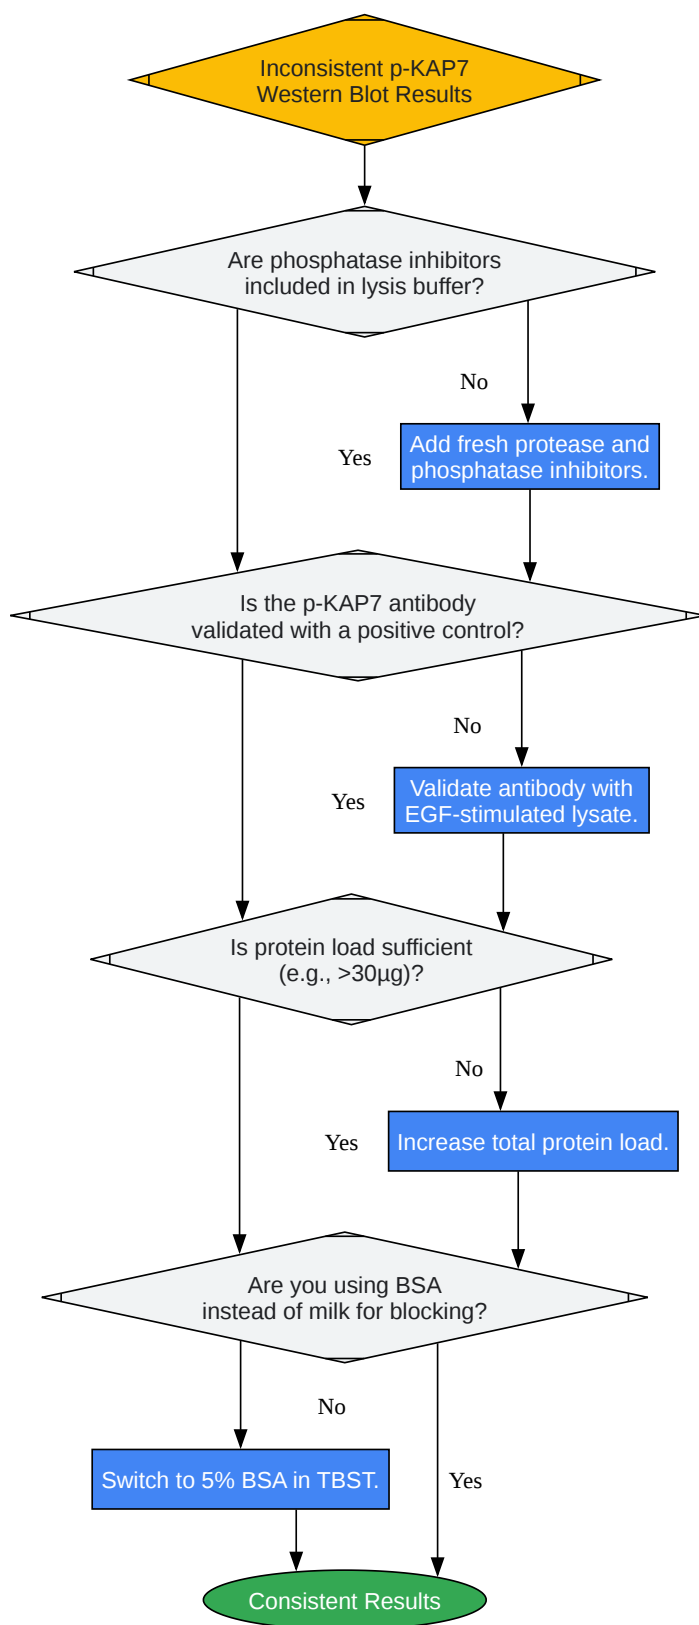 Inconsistent p-KAP7
Western Blot Results
Are phosphatase inhibitors
included in lysis buffer?
No
Yes
Add fresh protease and
phosphatase inhibitors.
Is the p-KAP7 antibody
validated with a positive control?
No
Yes
Validate antibody with
EGF-stimulated lysate.
Is protein load sufficient
(e.g., >30µg)?
No
Yes
Increase total protein load.
Are you using BSA
instead of milk for blocking?
No
Switch to 5% BSA in TBST.
Yes
Consistent Results